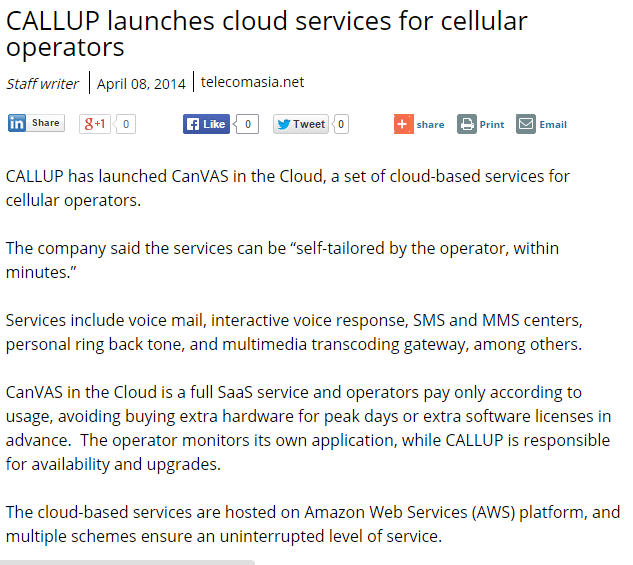 CALLUP launches cloud services for cellular
operators
Staff writer | April 08, 2014 | telecomasia.net
in Share g+1 0 f Like 0 Tweet 0 + share Print Email
CALLUP has launched CanVAS in the Cloud, a set of cloud-based services for
cellular operators.
The company said the services can be “self-tailored by the operator, within
minutes.”
Services include voice mail, interactive voice response, SMS and MMS centers,
personal ring back tone, and multimedia transcoding gateway, among others.
CanVAS in the Cloud is a full SaaS service and operators pay only according to
usage, avoiding buying extra hardware for peak days or extra software licenses in
advance.  The operator monitors its own application, while CALLUP is responsible
for availability and upgrades.
The cloud-based services are hosted on Amazon Web Services (AWS) platform, and
multiple schemes ensure an uninterrupted level of service.